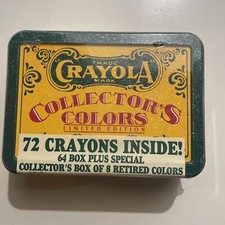 TRADE
CRAYOLA
MARK
COLLECTOR'S
COLORS
LIMITED EDITION
72 CRAYONS INSIDE!
64 BOX PLUS SPECIAL
COLLECTOR'S BOX OF 8 RETIRED COLORS